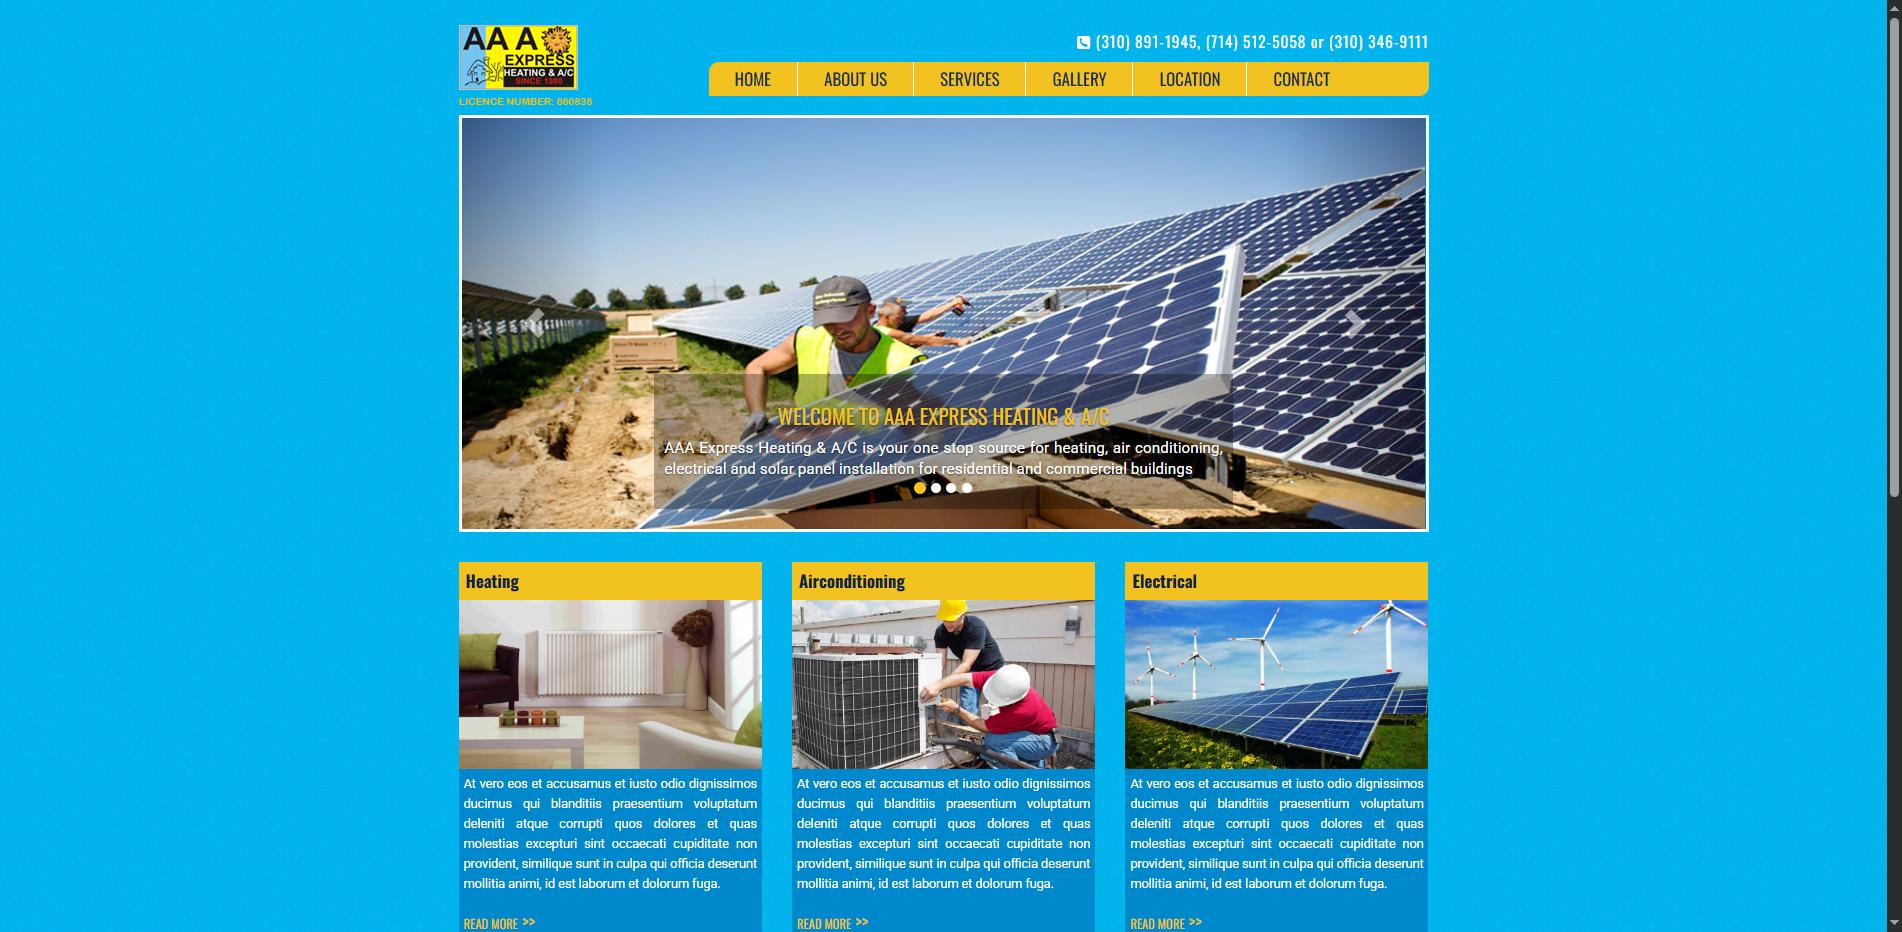 AAA
EXPRESS
HEATING & A/C
SINCE 1980
LICENCE NUMBER: 660838
(310) 891-1945, (714) 512-5058 or (310) 346-9111
HOME ABOUT US SERVICES GALLERY LOCATION CONTACT
WELCOME TO AAA EXPRESS HEATING & A/C
AAA Express Heating & A/C is your one stop source for heating, air conditioning,
electrical and solar panel installation for residential and commercial buildings
Heating
At vero eos et accusamus et iusto odio dignissimos
ducimus qui blanditiis praesentium voluptatum
deleniti atque corrupti quos dolores et quas
molestias excepturi sint occaecati cupiditate non
provident, similique sunt in culpa qui officia deserunt
mollitia animi, id est laborum et dolorum fuga.
READ MORE >>
Airconditioning
At vero eos et accusamus et iusto odio dignissimos
ducimus qui blanditiis praesentium voluptatum
deleniti atque corrupti quos dolores et quas
molestias excepturi sint occaecati cupiditate non
provident, similique sunt in culpa qui officia deserunt
mollitia animi, id est laborum et dolorum fuga.
READ MORE >>
Electrical
At vero eos et accusamus et iusto odio dignissimos
ducimus qui blanditiis praesentium voluptatum
deleniti atque corrupti quos dolores et quas
molestias excepturi sint occaecati cupiditate non
provident, similique sunt in culpa qui officia deserunt
mollitia animi, id est laborum et dolorum fuga.
READ MORE >>